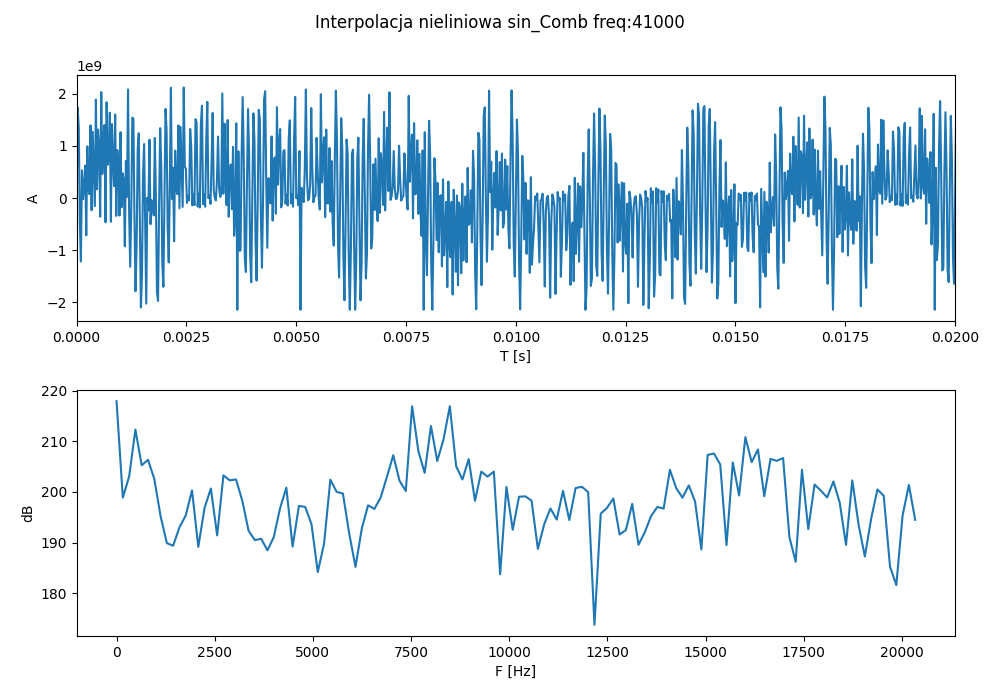 Interpolacja nieliniowa sin_Comb freq:41000
1e9
2
1
0
−1
−2
A
0.0000 0.0025 0.0050 0.0075 0.0100 0.0125 0.0150 0.0175 0.0200
T [s]
220
210
200
190
180
dB
0 2500 5000 7500 10000 12500 15000 17500 20000
F [Hz]